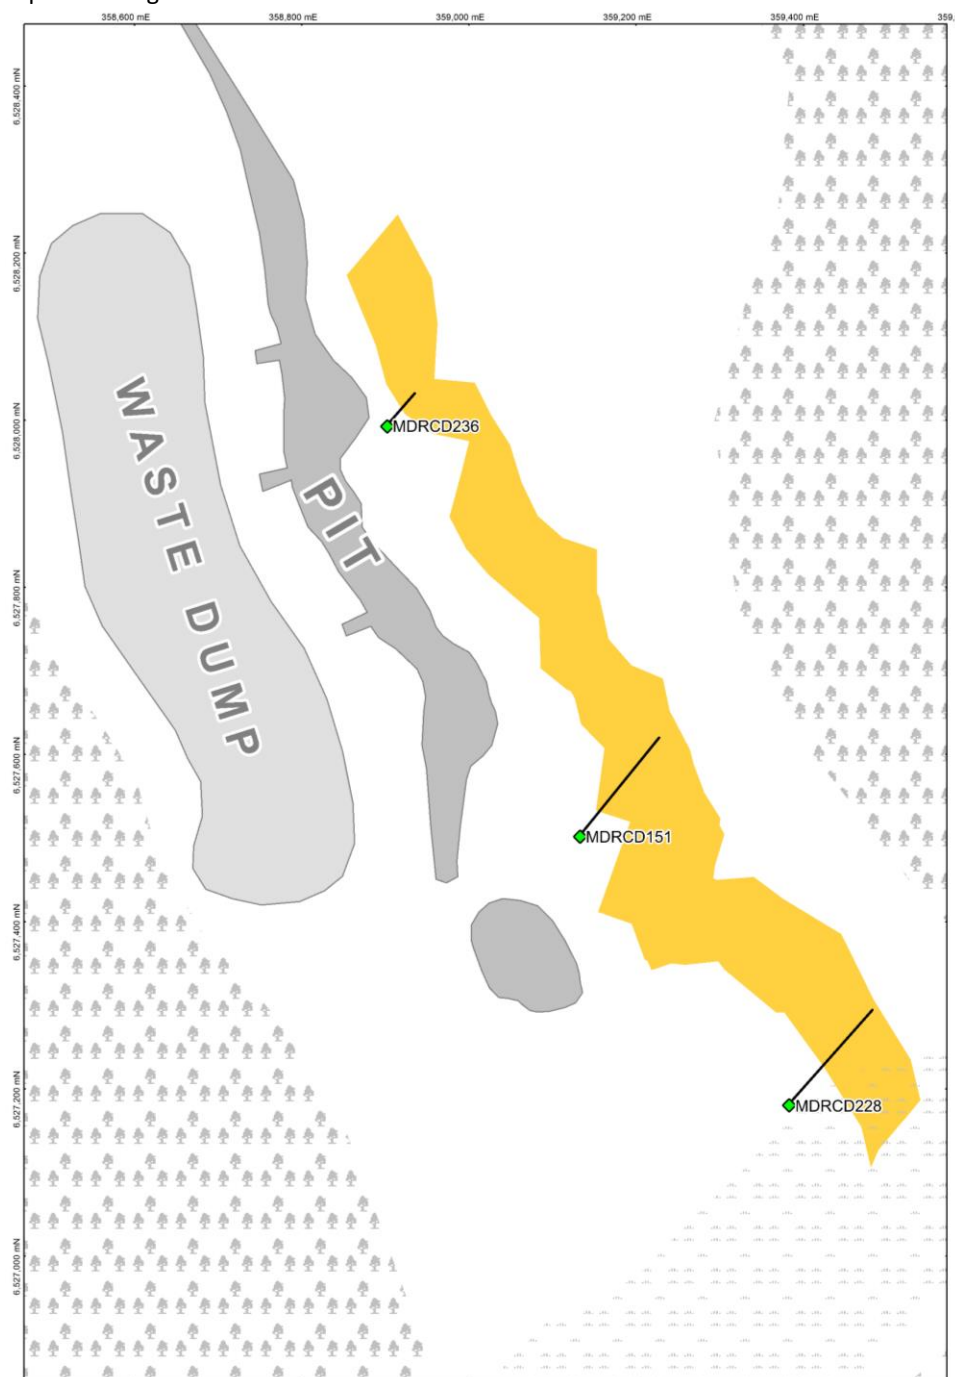 358,600 mE 358,800 mE 359,000 mE 359,200 mE 359,400 mE
6,528,400 mN
6,528,200 mN
6,528,000 mN
MDRCD236
WASTE DUMP
PIT
6,527,800 mN
6,527,600 mN
MDRCD151
6,527,400 mN
6,527,200 mN
MDRCD228
6,527,000 mN